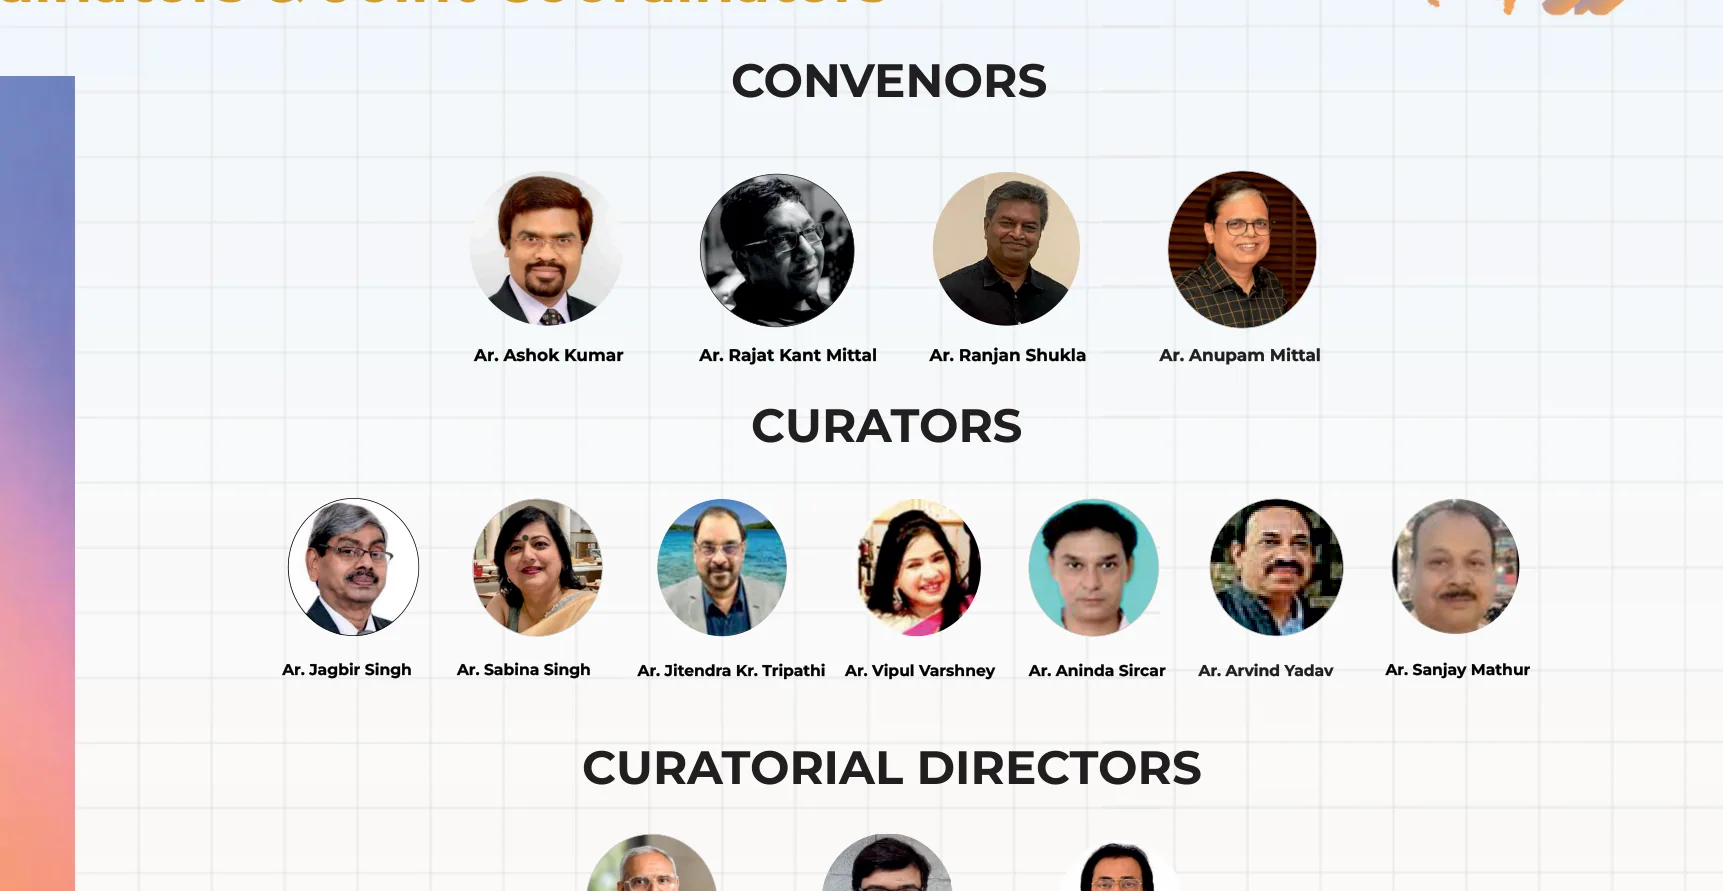 & Joint Coordinators
CONVENORS
Ar. Ashok Kumar
Ar. Rajat Kant Mittal
Ar. Ranjan Shukla
Ar. Anupam Mittal
CURATORS
Ar. Jagbir Singh
Ar. Sabina Singh
Ar. Jitendra Kr. Tripathi
Ar. Vipul Varshney
Ar. Aninda Sircar
Ar. Arvind Yadav
Ar. Sanjay Mathur
CURATORIAL DIRECTORS